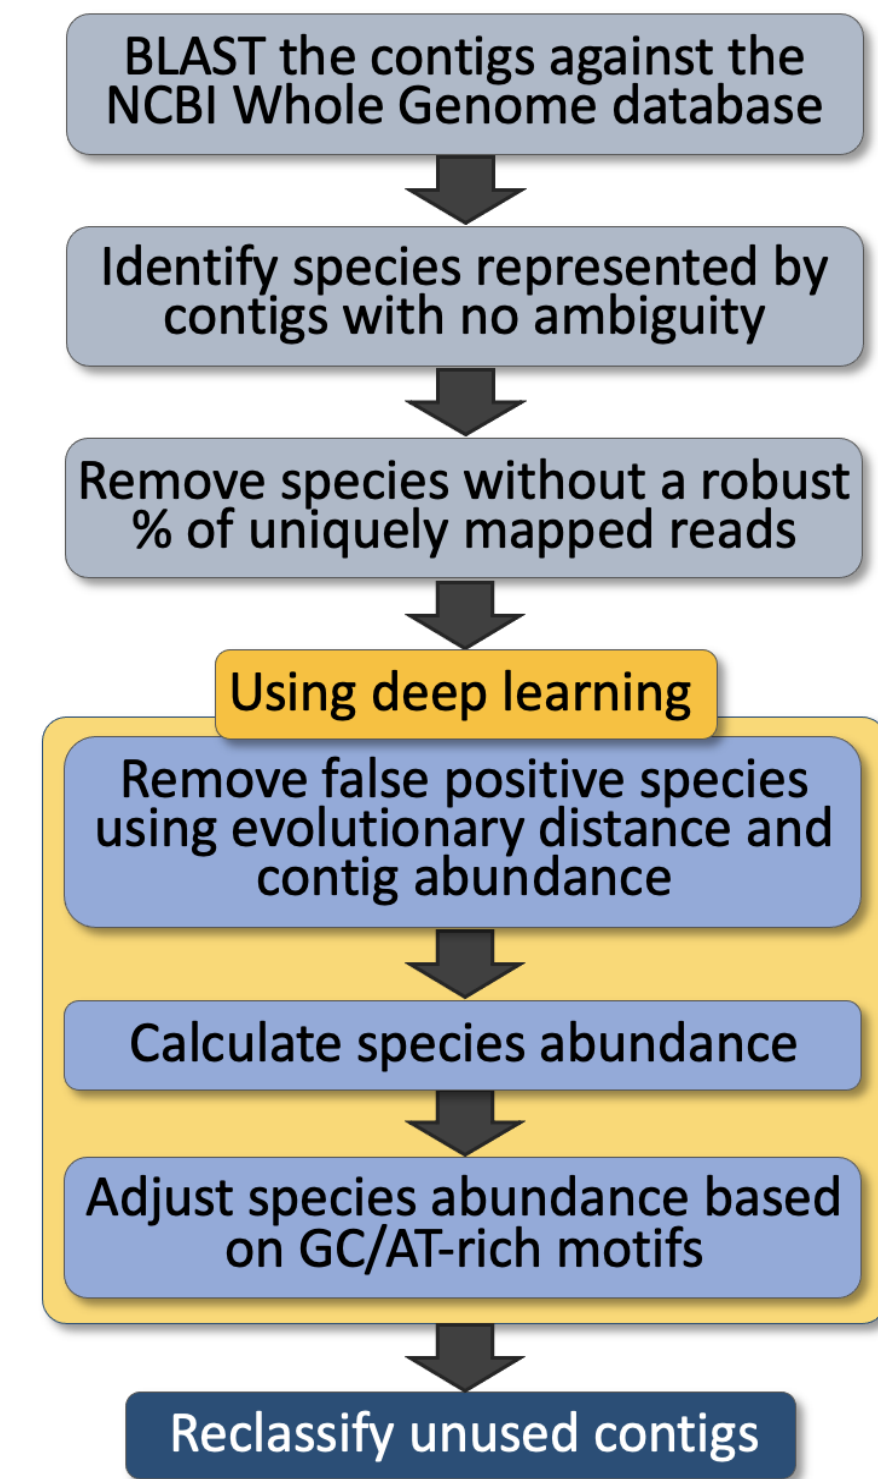 BLAST the contigs against the
NCBI Whole Genome database
Identify species represented by
contigs with no ambiguity
Remove species without a robust
% of uniquely mapped reads
Using deep learning
Remove false positive species
using evolutionary distance and
contig abundance
Calculate species abundance
Adjust species abundance based
on GC/AT-rich motifs
Reclassify unused contigs